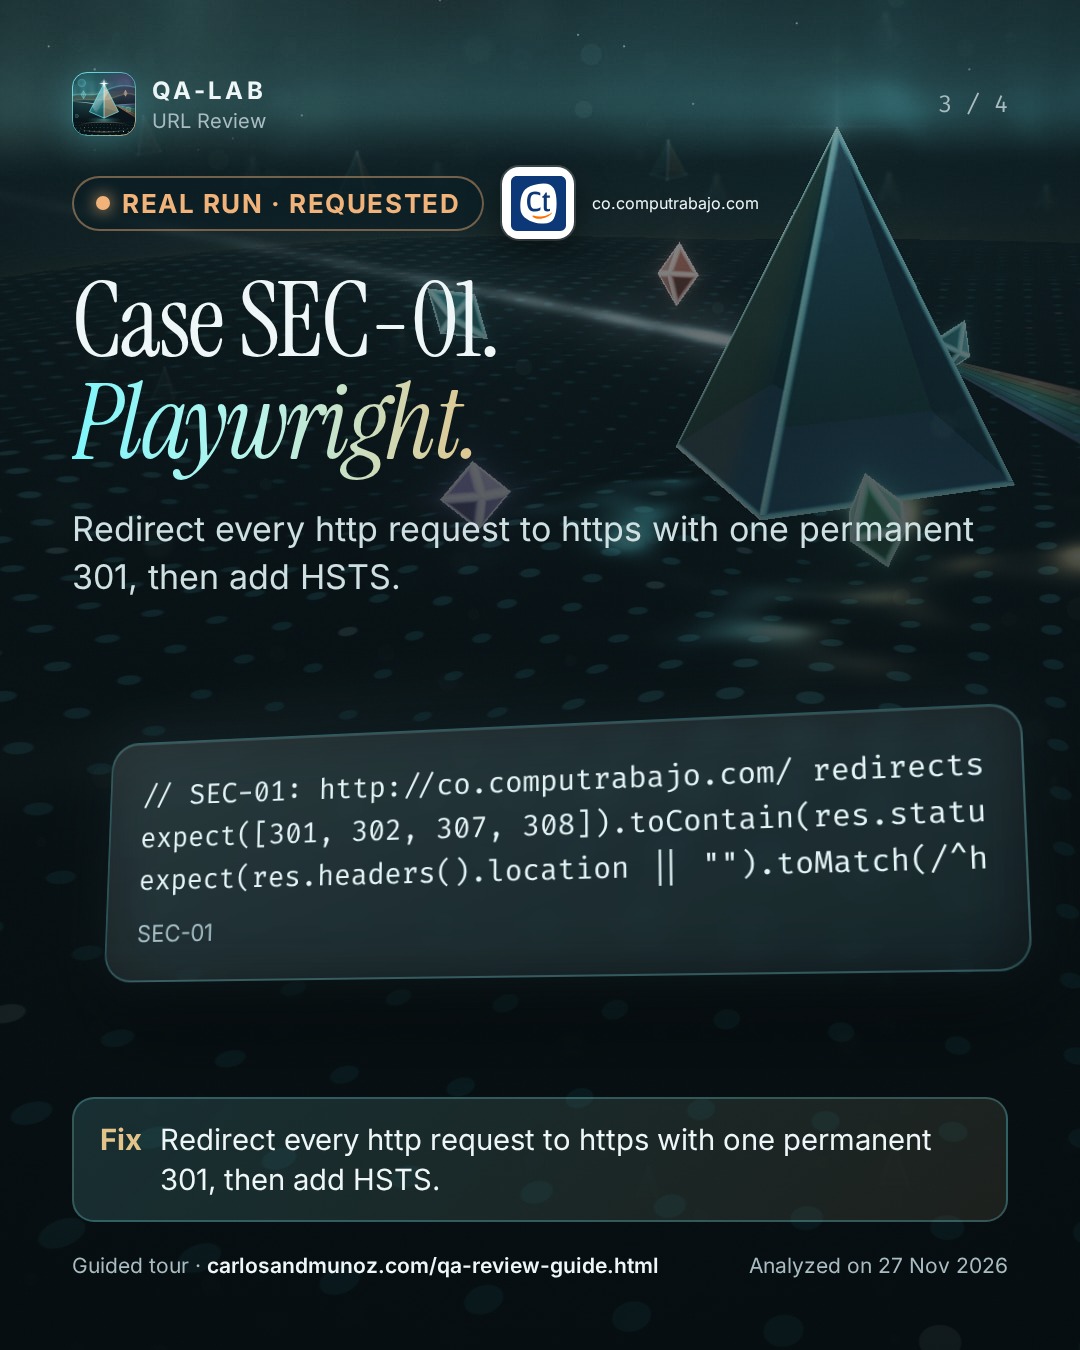 QA-LAB
URL Review
3 / 4
REAL RUN · REQUESTED
Ct
co.computrabajo.com
Case SEC-01.
Playwright.
Redirect every http request to https with one permanent
301, then add HSTS.
// SEC-01: http://co.computrabajo.com/ redirects
expect([301, 302, 307, 308]).toContain(res.statu
expect(res.headers().location || "").toMatch(/^h
SEC-01
Fix Redirect every http request to https with one permanent
301, then add HSTS.
Guided tour · carlosandmunoz.com/qa-review-guide.html
Analyzed on 27 Nov 2026